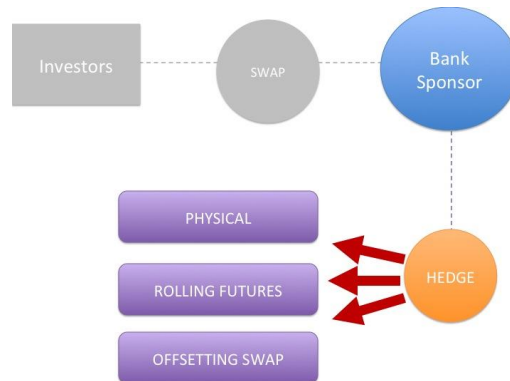 Investors
SWAP
Bank
Sponsor
PHYSICAL
HEDGE
ROLLING FUTURES
OFFSETTING SWAP